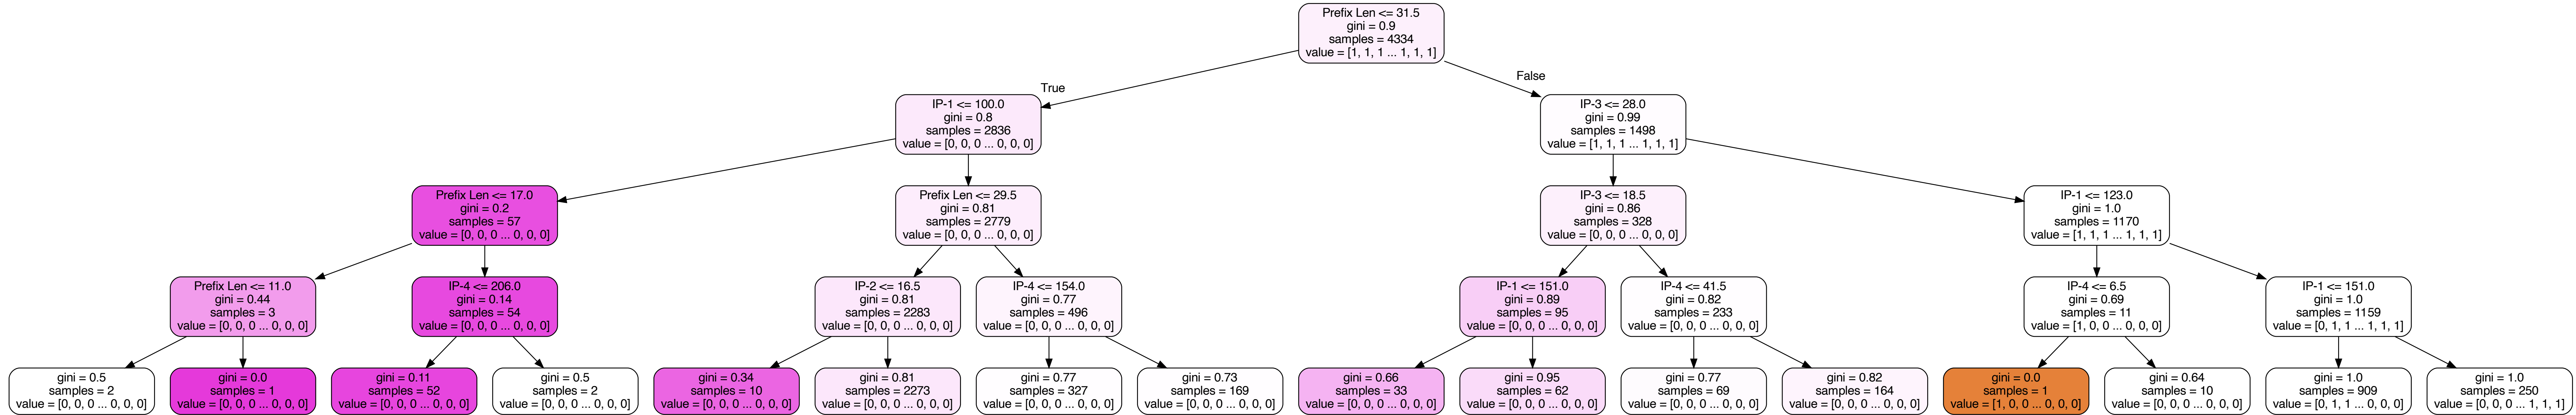 Prefix Len <= 31.5
gini = 0.9
samples = 4334
value = [1, 1, 1 ... 1, 1, 1]
True
False
IP-1 <= 100.0
gini = 0.8
samples = 2836
value = [0, 0, 0 ... 0, 0, 0]
IP-3 <= 28.0
gini = 0.99
samples = 1498
value = [1, 1, 1 ... 1, 1, 1]
Prefix Len <= 17.0
gini = 0.2
samples = 57
value = [0, 0, 0 ... 0, 0, 0]
Prefix Len <= 29.5
gini = 0.81
samples = 2779
value = [0, 0, 0 ... 0, 0, 0]
IP-3 <= 18.5
gini = 0.86
samples = 328
value = [0, 0, 0 ... 0, 0, 0]
IP-1 <= 123.0
gini = 1.0
samples = 1170
value = [1, 1, 1 ... 1, 1, 1]
Prefix Len <= 11.0
gini = 0.44
samples = 3
value = [0, 0, 0 ... 0, 0, 0]
IP-4 <= 206.0
gini = 0.14
samples = 54
value = [0, 0, 0 ... 0, 0, 0]
IP-2 <= 16.5
gini = 0.81
samples = 2283
value = [0, 0, 0 ... 0, 0, 0]
IP-4 <= 154.0
gini = 0.77
samples = 496
value = [0, 0, 0 ... 0, 0, 0]
IP-1 <= 151.0
gini = 0.89
samples = 95
value = [0, 0, 0 ... 0, 0, 0]
IP-4 <= 41.5
gini = 0.82
samples = 233
value = [0, 0, 0 ... 0, 0, 0]
IP-4 <= 6.5
gini = 0.69
samples = 11
value = [1, 0, 0 ... 0, 0, 0]
IP-1 <= 151.0
gini = 1.0
samples = 1159
value = [0, 1, 1 ... 1, 1, 1]
gini = 0.5
samples = 2
value = [0, 0, 0 ... 0, 0, 0]
gini = 0.0
samples = 1
value = [0, 0, 0 ... 0, 0, 0]
gini = 0.11
samples = 52
value = [0, 0, 0 ... 0, 0, 0]
gini = 0.5
samples = 2
value = [0, 0, 0 ... 0, 0, 0]
gini = 0.34
samples = 10
value = [0, 0, 0 ... 0, 0, 0]
gini = 0.81
samples = 2273
value = [0, 0, 0 ... 0, 0, 0]
gini = 0.77
samples = 327
value = [0, 0, 0 ... 0, 0, 0]
gini = 0.73
samples = 169
value = [0, 0, 0 ... 0, 0, 0]
gini = 0.66
samples = 33
value = [0, 0, 0 ... 0, 0, 0]
gini = 0.95
samples = 62
value = [0, 0, 0 ... 0, 0, 0]
gini = 0.77
samples = 69
value = [0, 0, 0 ... 0, 0, 0]
gini = 0.82
samples = 164
value = [0, 0, 0 ... 0, 0, 0]
gini = 0.0
samples = 1
value = [1, 0, 0 ... 0, 0, 0]
gini = 0.64
samples = 10
value = [0, 0, 0 ... 0, 0, 0]
gini = 1.0
samples = 909
value = [0, 1, 1 ... 0, 0, 0]
gini = 1.0
samples = 250
value = [0, 0, 0 ... 1, 1, 1]